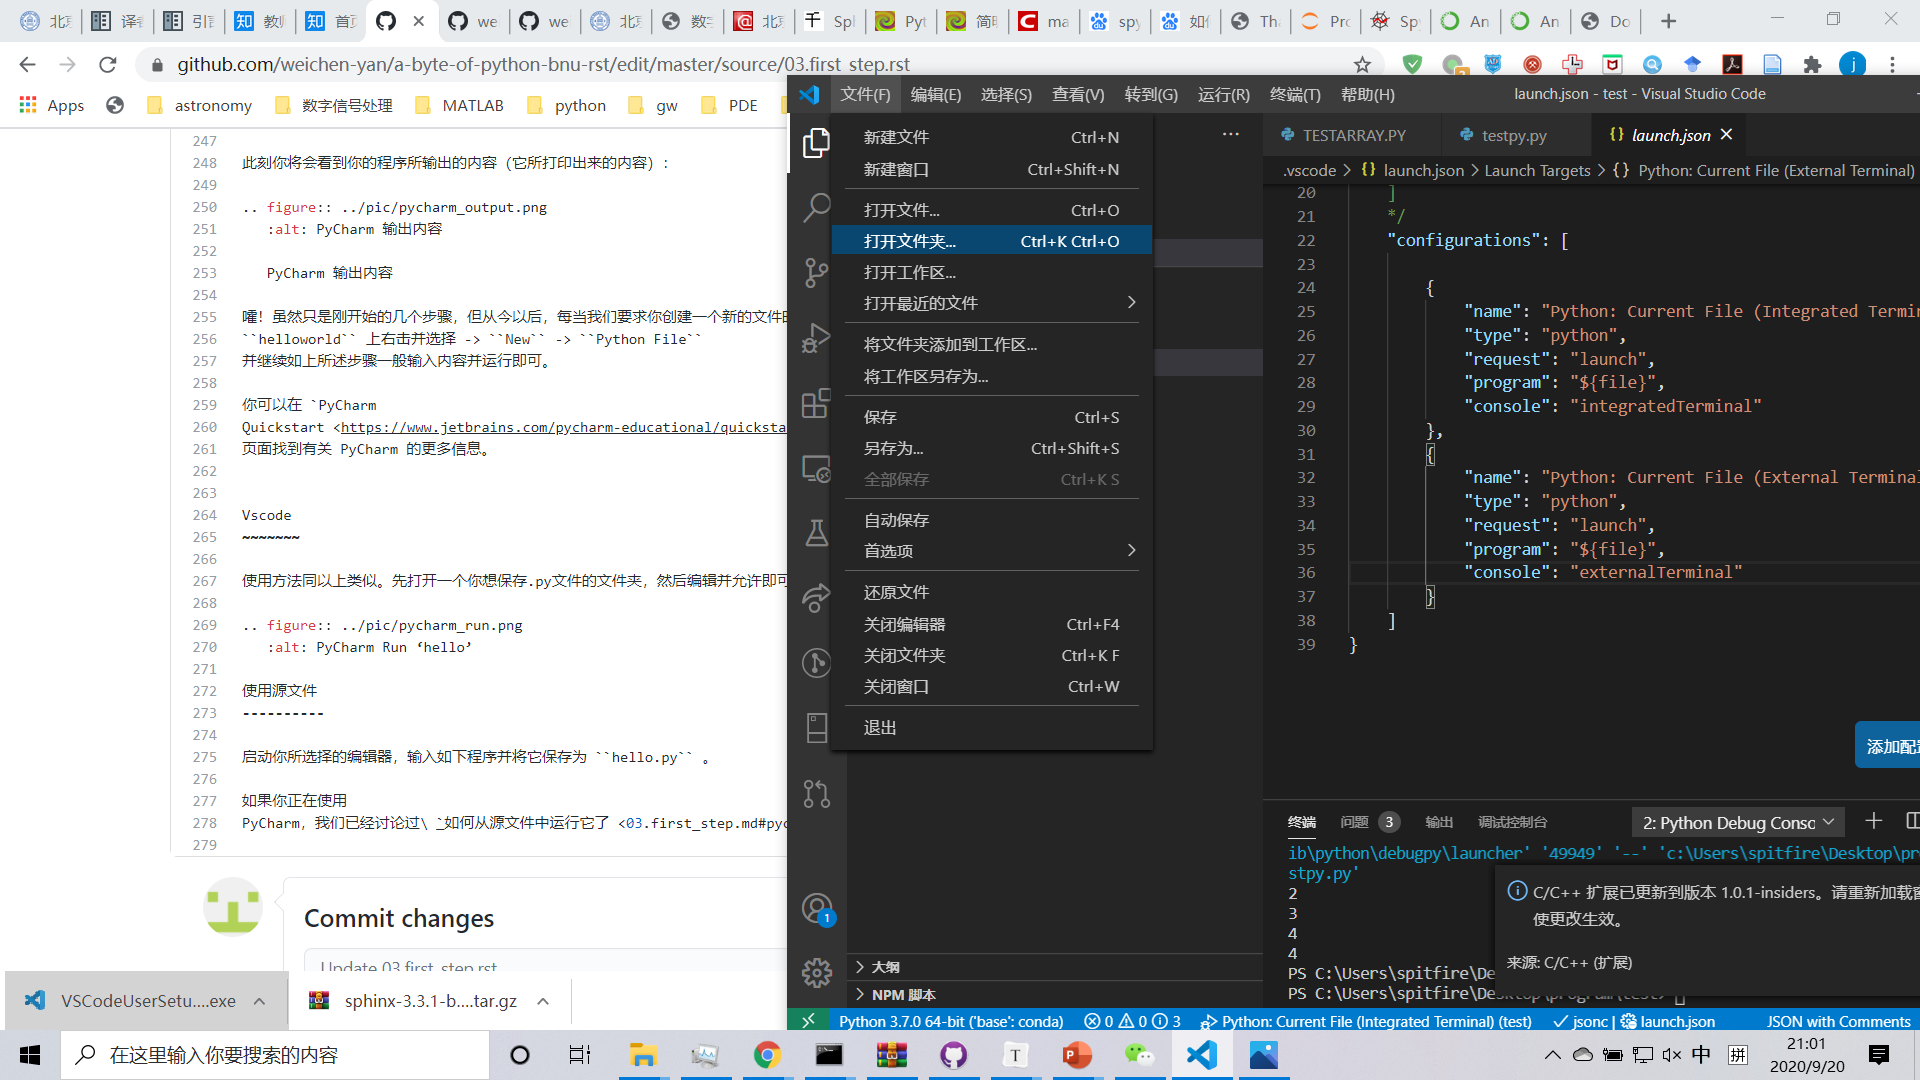 北京
译者
引言
教师
首页
we
we
北京
数字
北京
Spl
Pyt
简明
ma
spy
如何
Tha
Pro
Spy
An
An
Do
github.com/weichen-yan/a-byte-of-python-bnu-rst/edit/master/source/03.first_step.rst
j
Apps
astronomy
数字信号处理
MATLAB
python
gw
PDE
247
248 此刻你将会看到你的程序所输出的内容（它所打印出来的内容）：
249
250 .. figure:: ../pic/pycharm_output.png
251 :alt: PyCharm 输出内容
252
253 PyCharm 输出内容
254
255 嚯！虽然只是刚开始的几个步骤，但从今以后，每当我们要求你创建一个新的文件时
256 ``helloworld`` 上右击并选择 -> ``New`` -> ``Python File``
257 并继续如上所述步骤一般输入内容并运行即可。
258
259 你可以在 `PyCharm
260 Quickstart <https://www.jetbrains.com/pycharm-educational/quicksta
261 页面找到有关 PyCharm 的更多信息。
262
263
264 Vscode
265 ~~~~~~~
266
267 使用方法同以上类似。先打开一个你想保存.py文件的文件夹，然后编辑并允许即可
268
269 .. figure:: ../pic/pycharm_run.png
270 :alt: PyCharm Run ‘hello’
271
272 使用源文件
273 ----------
274
275 启动你所选择的编辑器，输入如下程序并将它保存为 ``hello.py`` 。
276
277 如果你正在使用
278 PyCharm，我们已经讨论过\ _如何从源文件中运行它了 <03.first_step.md#pyc
279
Commit changes
Update 03.first_step.rst
VSCodeUserSetu....exe
sphinx-3.3.1-b....tar.gz
文件(F) 编辑(E) 选择(S) 查看(V) 转到(G) 运行(R) 终端(T) 帮助(H)
launch.json - test - Visual Studio Code
新建文件 Ctrl+N
新建窗口 Ctrl+Shift+N
打开文件... Ctrl+O
打开文件夹... Ctrl+K Ctrl+O
打开工作区...
打开最近的文件
将文件夹添加到工作区...
将工作区另存为...
保存 Ctrl+S
另存为... Ctrl+Shift+S
全部保存 Ctrl+K S
自动保存
首选项
还原文件
关闭编辑器 Ctrl+F4
关闭文件夹 Ctrl+K F
关闭窗口 Ctrl+W
退出
1
大纲
NPM 脚本
TESTARRAY.PY testpy.py {} launch.json
.vscode > {} launch.json > Launch Targets > {} Python: Current File (External Terminal)
20 ]
21 */
22 "configurations": [
23
24 {
25 "name": "Python: Current File (Integrated Termin
26 "type": "python",
27 "request": "launch",
28 "program": "${file}",
29 "console": "integratedTerminal"
30 },
31 {
32 "name": "Python: Current File (External Terminal
33 "type": "python",
34 "request": "launch",
35 "program": "${file}",
36 "console": "externalTerminal"
37 }
38 ]
39 }
添加配置
终端 问题 3 输出 调试控制台
2: Python Debug Conso
ib\python\debugpy\launcher' '49949' '--' 'c:\Users\spitfire\Desktop\pro
stpy.py'
2
3
4
4
PS C:\Users\spitfire\De
PS C:\Users\spitfire\Desktop\program\test>
C/C++ 扩展已更新到版本 1.0.1-insiders。请重新加载窗
使更改生效。
来源: C/C++ (扩展)
Python 3.7.0 64-bit ('base': conda) 0 0 3 Python: Current File (Integrated Terminal) (test) jsonc | launch.json JSON with Comments
在这里输入你要搜索的内容
T
P
中
拼
21:01
2020/9/20